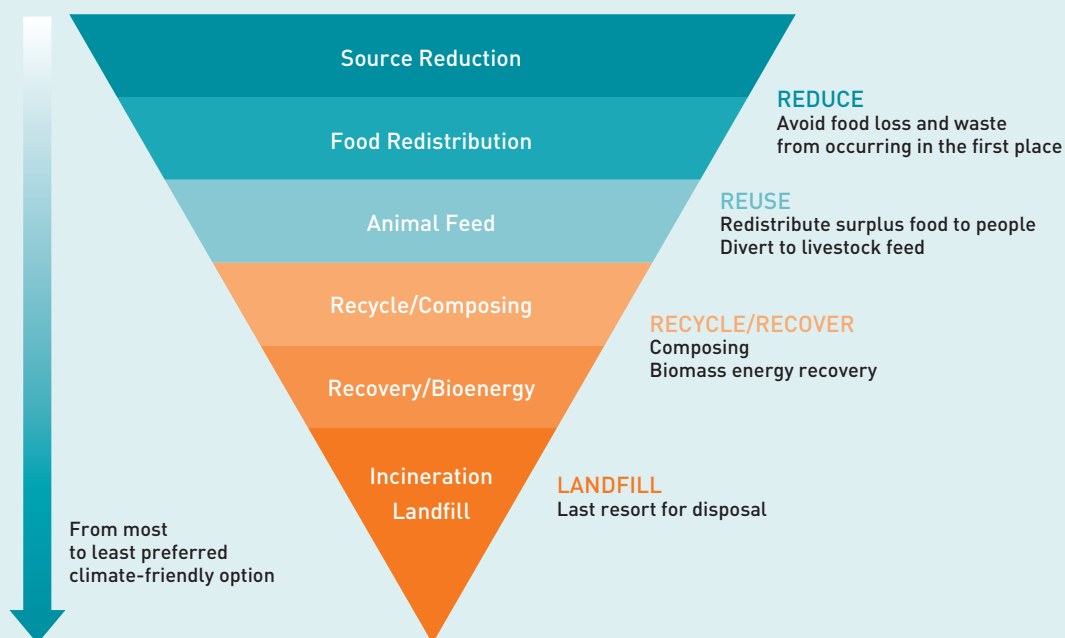 Source Reduction
Food Redistribution
Animal Feed
Recycle/Composing
Recovery/Bioenergy
Incineration
Landfill
REDUCE
Avoid food loss and waste
from occurring in the first place
REUSE
Redistribute surplus food to people
Divert to livestock feed
RECYCLE/RECOVER
Composing
Biomass energy recovery
LANDFILL
Last resort for disposal
From most
to least preferred
climate-friendly option